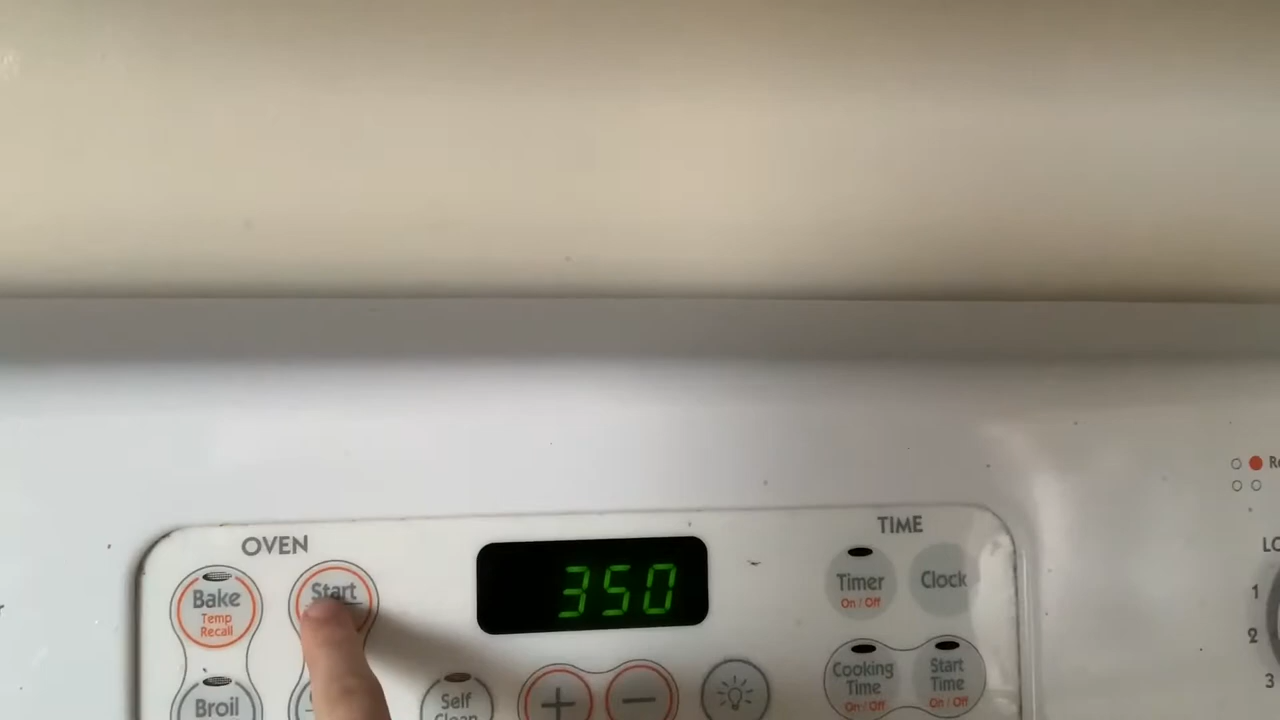 OVEN
TIME
Bake
Temp
Recall
Start
350
Timer
On / Off
Clock
Cooking
Time
On / Off
Start
Time
On / Off
Broil
Self
Clean
+
−
1
2
3